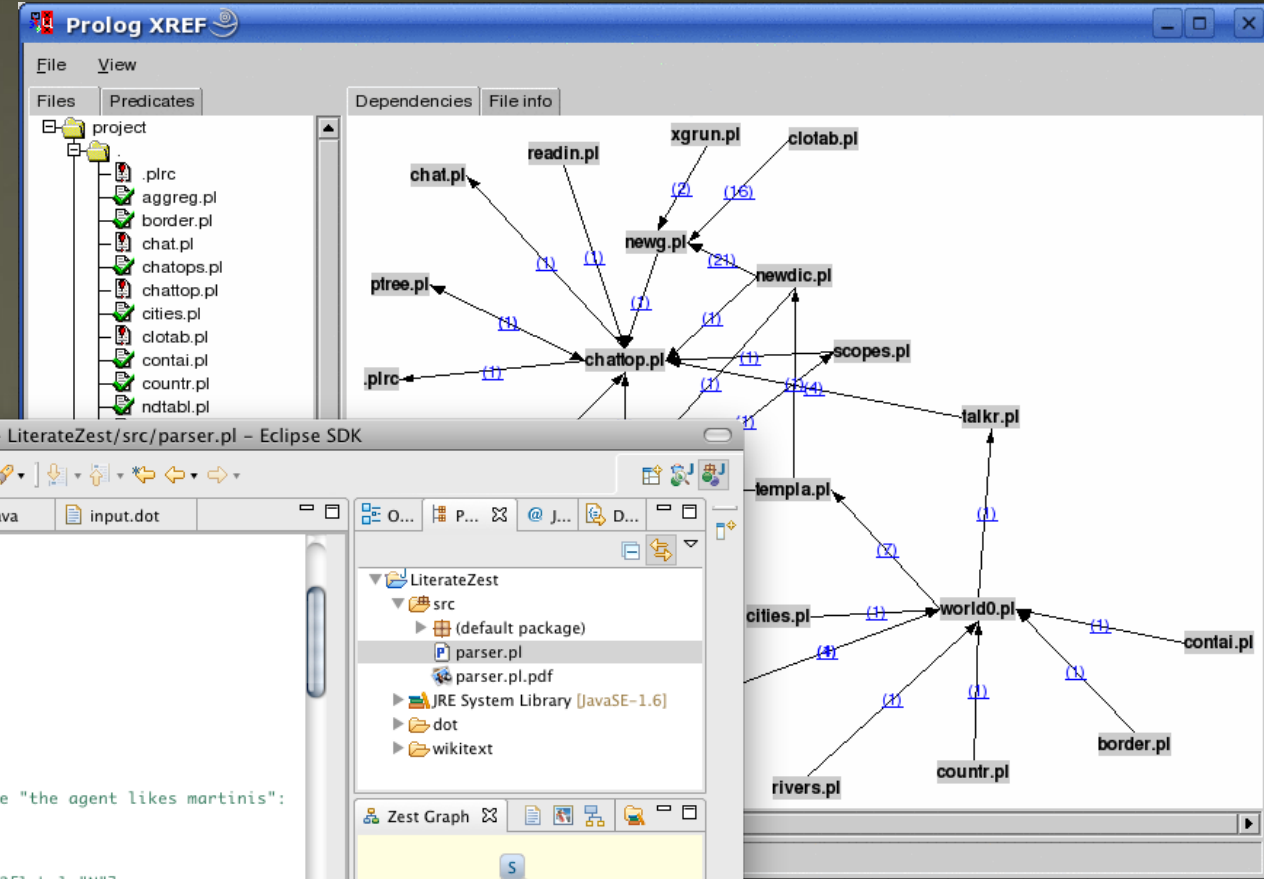 Prolog XREF
File View
Files Predicates
Dependencies File info
project
.
.plrc
aggreg.pl
border.pl
chat.pl
chatops.pl
chattop.pl
cities.pl
clotab.pl
contai.pl
countr.pl
ndtabl.pl
xgrun.pl
clotab.pl
readin.pl
chat.pl
(2)
(16)
newg.pl
(1)
(1)
(21)
newdic.pl
ptree.pl
(1)
(1)
(1)
chattop.pl
(1)
scopes.pl
.plrc
(1)
(1)
(4)
talkr.pl
templa.pl
(1)
(7)
cities.pl
(1)
world0.pl
(1)
contai.pl
(4)
(1)
(1)
(1)
border.pl
countr.pl
rivers.pl
LiterateZest/src/parser.pl – Eclipse SDK
input.dot
O... P... J... D...
LiterateZest
src
(default package)
parser.pl
parser.pl.pdf
JRE System Library [JavaSE-1.6]
dot
wikitext
"the agent likes martinis":
Zest Graph
S